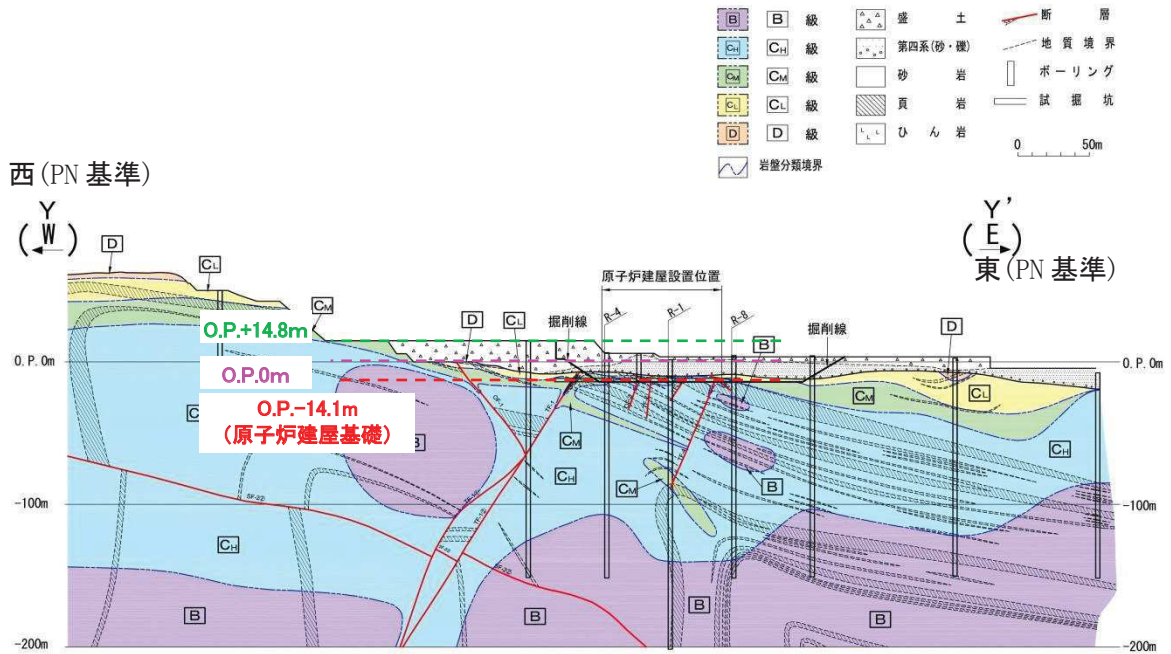 B B 級 盛土 断層
CH CH 級 第四系(砂・礫) 地質境界
CM CM 級 砂岩 ボーリング
CL CL 級 頁岩 試掘坑
D D 級 ひん岩
岩盤分類境界
0 50m
西(PN 基準)
Y
(W)
Y'
(E)
東(PN 基準)
D
CL
原子炉建屋設置位置
R-4
R-1
R-8
CM
D
CL
掘削線
掘削線
B
D
O.P.+14.8m
O.P.0m
O.P.-14.1m
(原子炉建屋基礎)
0.P.0m
0.P.0m
CM
CL
CH
B
CM
CH
CM
B
CH
-100m
-100m
CH
B
B
B
-200m
-200m